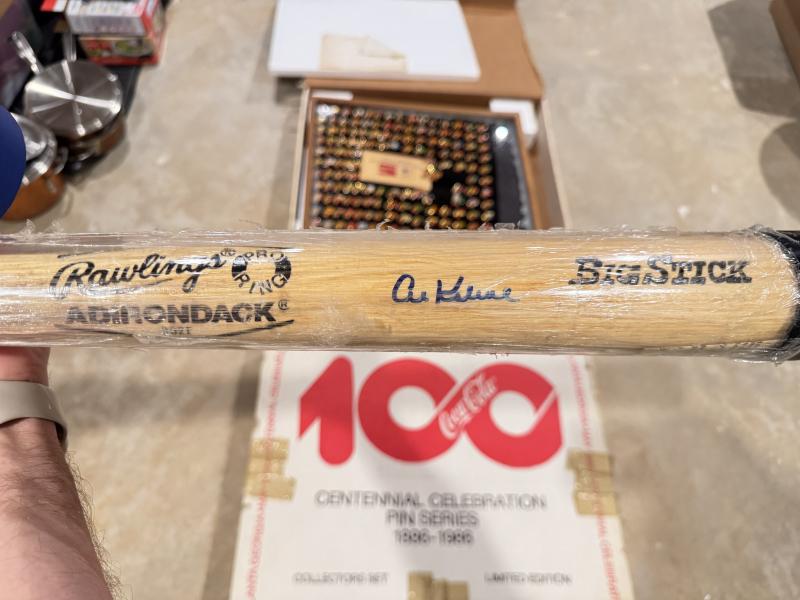 Rawlings®
PRO
RING
ADIRONDACK®
302F
Al Kaline
BIG STICK
100
Coca-Cola
CENTENNIAL CELEBRATION
PIN SERIES
1886-1986
COLLECTORS SET
LIMITED EDITION